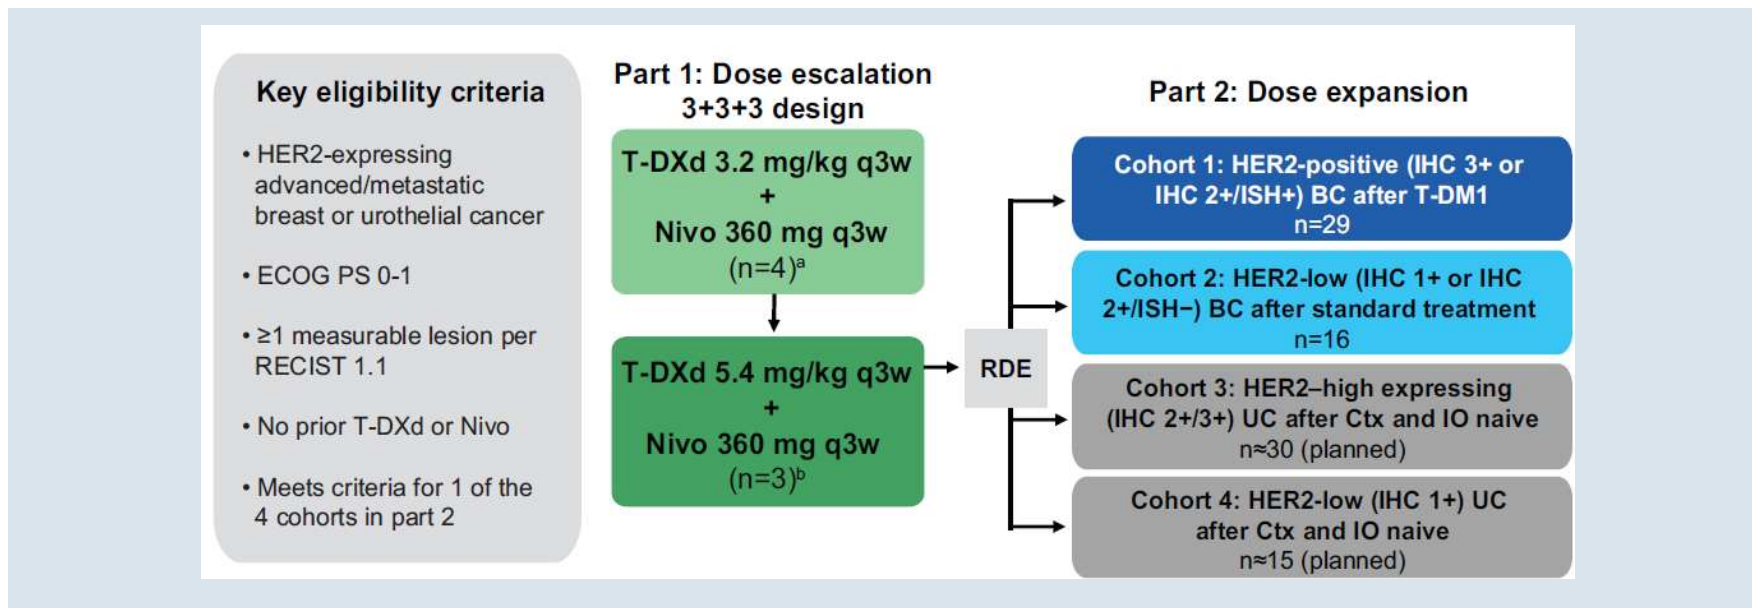 Key eligibility criteria
• HER2-expressing
advanced/metastatic
breast or urothelial cancer
• ECOG PS 0-1
• ≥1 measurable lesion per
RECIST 1.1
• No prior T-DXd or Nivo
• Meets criteria for 1 of the
4 cohorts in part 2
Part 1: Dose escalation
3+3+3 design
T-DXd 3.2 mg/kg q3w
+
Nivo 360 mg q3w
(n=4)ᵃ
T-DXd 5.4 mg/kg q3w
+
Nivo 360 mg q3w
(n=3)ᵇ
RDE
Part 2: Dose expansion
Cohort 1: HER2-positive (IHC 3+ or
IHC 2+/ISH+) BC after T-DM1
n=29
Cohort 2: HER2-low (IHC 1+ or IHC
2+/ISH−) BC after standard treatment
n=16
Cohort 3: HER2–high expressing
(IHC 2+/3+) UC after Ctx and IO naive
n≈30 (planned)
Cohort 4: HER2-low (IHC 1+) UC
after Ctx and IO naive
n≈15 (planned)